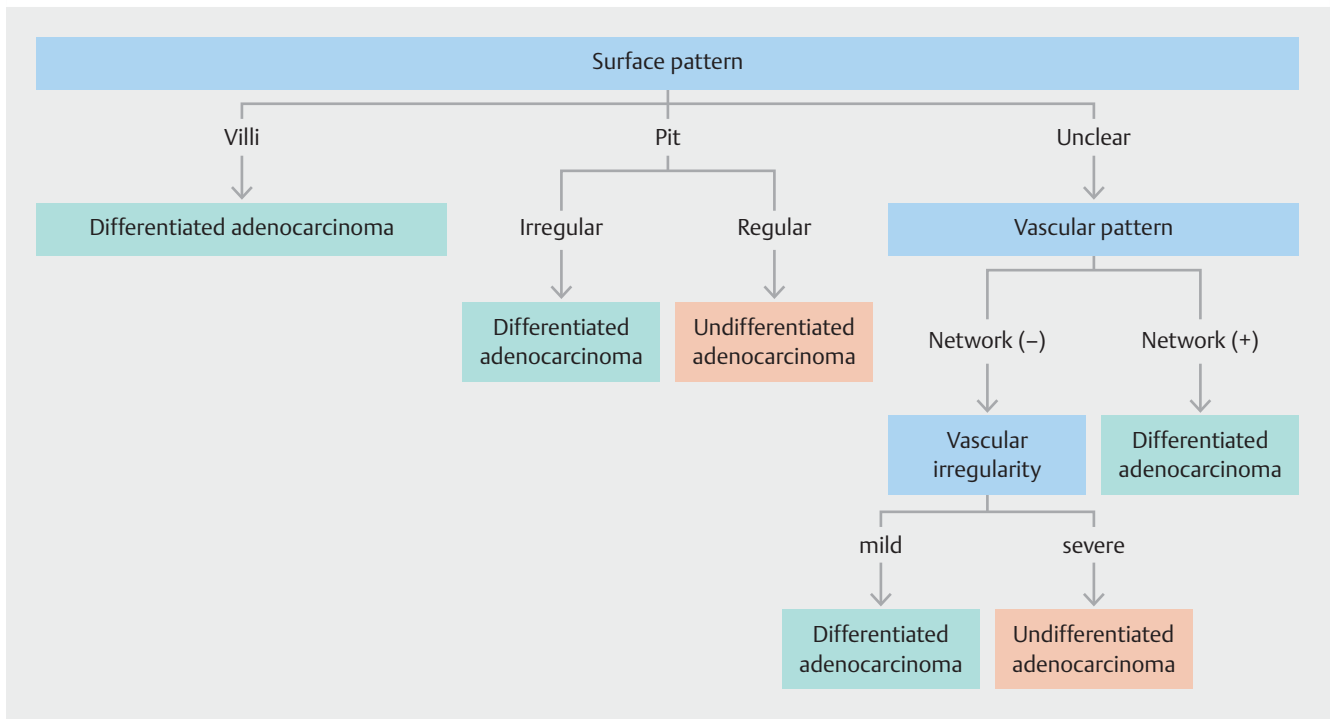 Surface pattern
Villi
Pit
Unclear
Differentiated adenocarcinoma
Irregular
Regular
Vascular pattern
Differentiated
adenocarcinoma
Undifferentiated
adenocarcinoma
Network (–)
Network (+)
Vascular
irregularity
Differentiated
adenocarcinoma
mild
severe
Differentiated
adenocarcinoma
Undifferentiated
adenocarcinoma